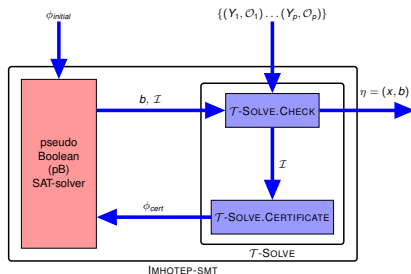 ϕinitial
{(Y1, 𝒪1) ... (Yp, 𝒪p)}
b, ℐ
η = (x, b)
𝒯-SOLVE.CHECK
pseudo
Boolean
(pB)
SAT-solver
ℐ
ϕcert
𝒯-SOLVE.CERTIFICATE
𝒯-SOLVE
IMHOTEP-SMT